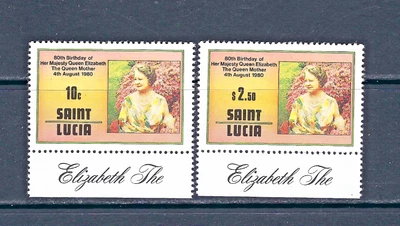 80th Birthday of
Her Majesty Queen Elizabeth
The Queen Mother
4th August 1980
10c
SAINT
LUCIA
Elizabeth The
80th Birthday of
Her Majesty Queen Elizabeth
The Queen Mother
4th August 1980
$2.50
SAINT
LUCIA
Elizabeth The